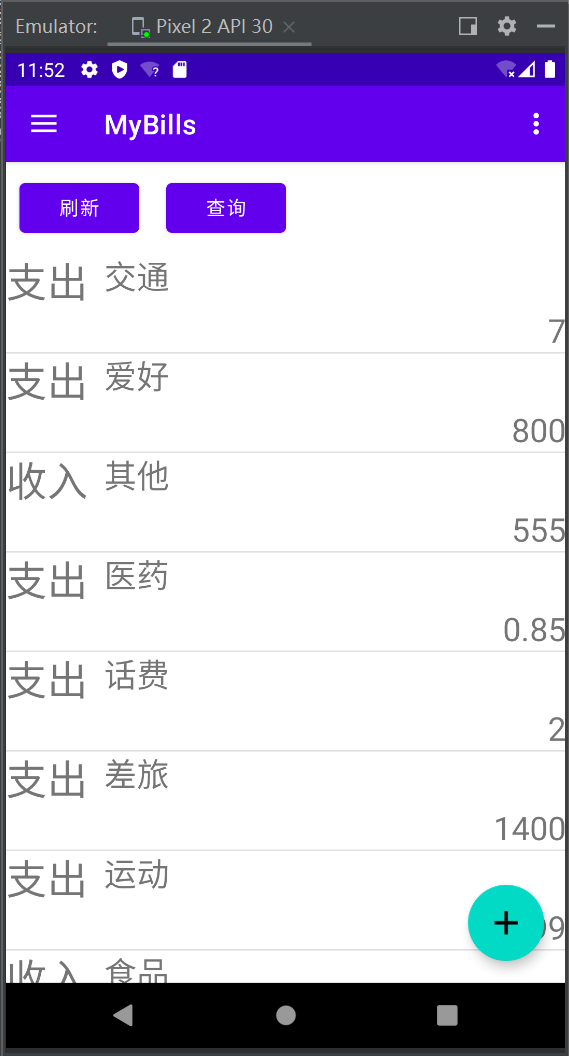 Emulator: Pixel 2 API 30
11:52
MyBills
刷新 查询
支出 交通
7
支出 爱好
800
收入 其他
555
支出 医药
0.85
支出 话费
2
支出 差旅
1400
支出 运动
收入 食品